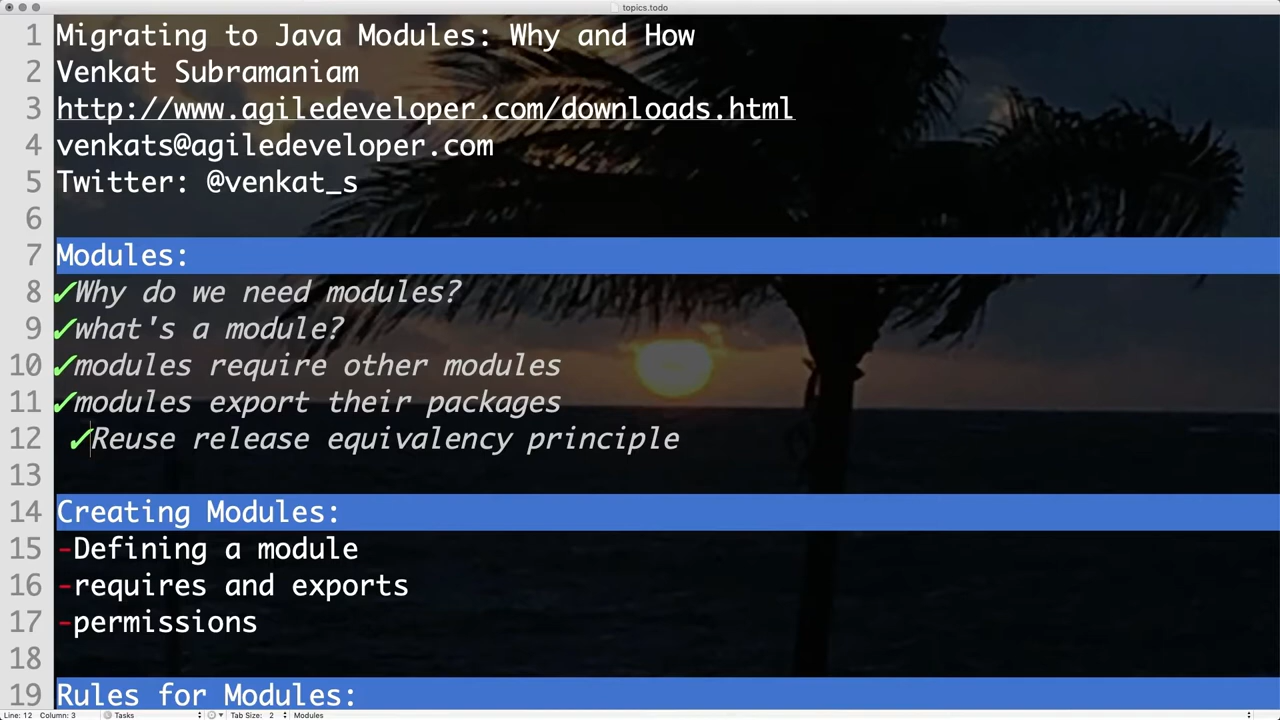 topics.todo
1 Migrating to Java Modules: Why and How
2 Venkat Subramaniam
3 http://www.agiledeveloper.com/downloads.html
4 venkats@agiledeveloper.com
5 Twitter: @venkat_s
6
7 Modules:
8 ✓Why do we need modules?
9 ✓what's a module?
10 ✓modules require other modules
11 ✓modules export their packages
12 ✓Reuse release equivalency principle
13
14 Creating Modules:
15 -Defining a module
16 -requires and exports
17 -permissions
18
19 Rules for Modules:
Line: 12 Column: 3 Tasks Tab Size: 2 Modules